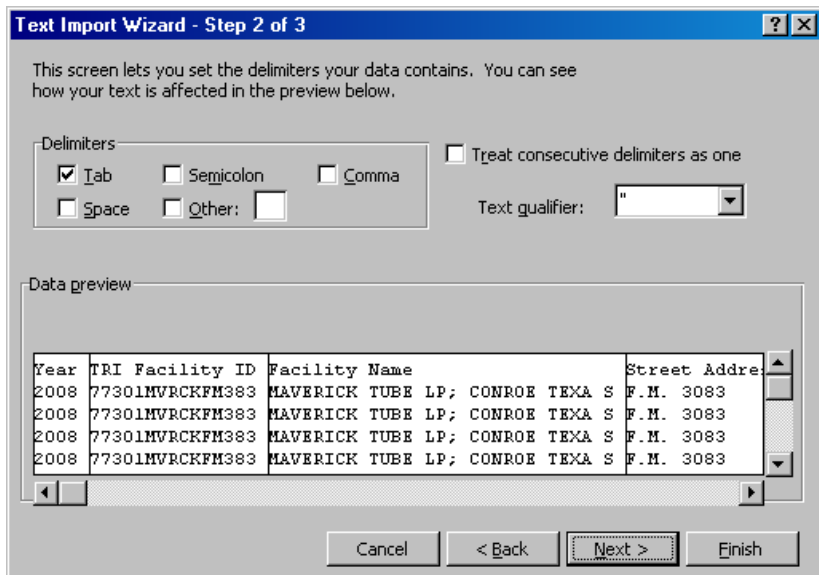 Text Import Wizard - Step 2 of 3
This screen lets you set the delimiters your data contains. You can see
how your text is affected in the preview below.
Delimiters
Tab Semicolon Comma
Space Other:
Treat consecutive delimiters as one
Text qualifier: "
Data preview
Year TRI Facility ID Facility Name Street Addre
2008 77301MVRCKFM383 MAVERICK TUBE LP; CONROE TEXA S F.M. 3083
2008 77301MVRCKFM383 MAVERICK TUBE LP; CONROE TEXA S F.M. 3083
2008 77301MVRCKFM383 MAVERICK TUBE LP; CONROE TEXA S F.M. 3083
2008 77301MVRCKFM383 MAVERICK TUBE LP; CONROE TEXA S F.M. 3083
Cancel < Back Next > Finish